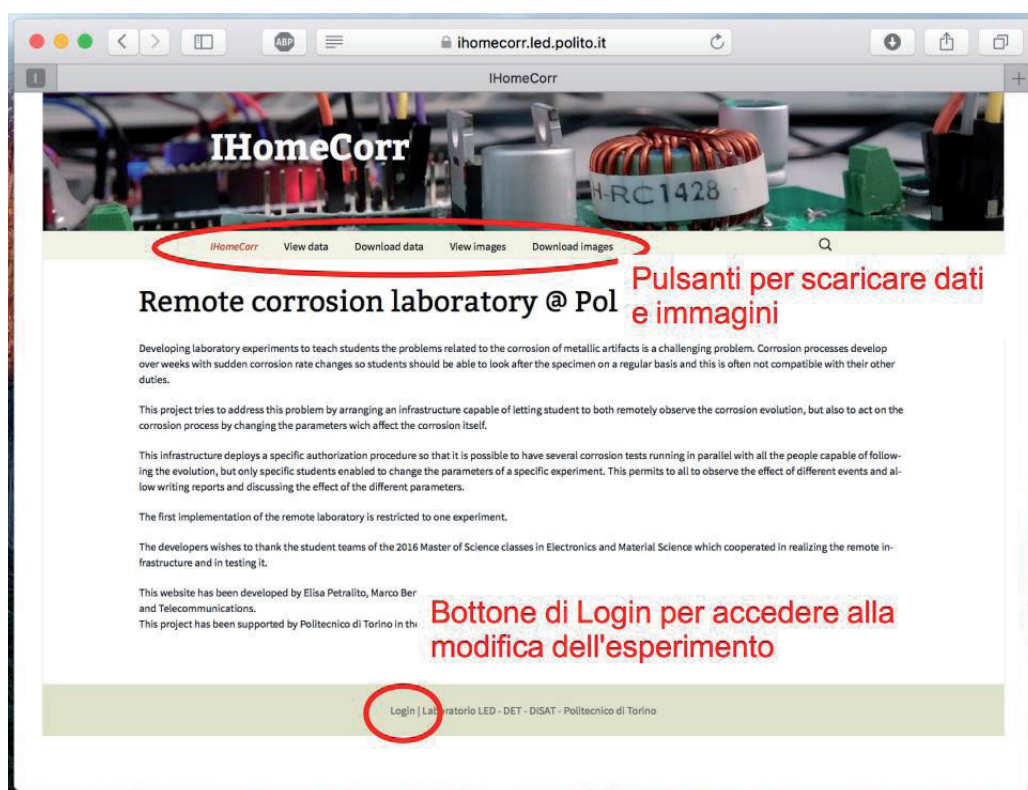 ABP
ihomecorr.led.polito.it
I
IHomeCorr
IHomeCorr
H-RC1428
IHomeCorr View data Download data View images Download images
Pulsanti per scaricare dati
e immagini
Remote corrosion laboratory @ Pol
Developing laboratory experiments to teach students the problems related to the corrosion of metallic artifacts is a challenging problem. Corrosion processes develop
over weeks with sudden corrosion rate changes so students should be able to look after the specimen on a regular basis and this is often not compatible with their other
duties.
This project tries to address this problem by arranging an infrastructure capable of letting student to both remotely observe the corrosion evolution, but also to act on the
corrosion process by changing the parameters wich affect the corrosion itself.
This infrastructure deploys a specific authorization procedure so that it is possible to have several corrosion tests running in parallel with all the people capable of follow-
ing the evolution, but only specific students enabled to change the parameters of a specific experiment. This permits to all to observe the effect of different events and al-
low writing reports and discussing the effect of the different parameters.
The first implementation of the remote laboratory is restricted to one experiment.
The developers wishes to thank the student teams of the 2016 Master of Science classes in Electronics and Material Science which cooperated in realizing the remote in-
frastructure and in testing it.
This website has been developed by Elisa Petralito, Marco Ber
and Telecommunications.
This project has been supported by Politecnico di Torino in the
Bottone di Login per accedere alla
modifica dell'esperimento
Login | Laboratorio LED - DET - DISAT - Politecnico di Torino